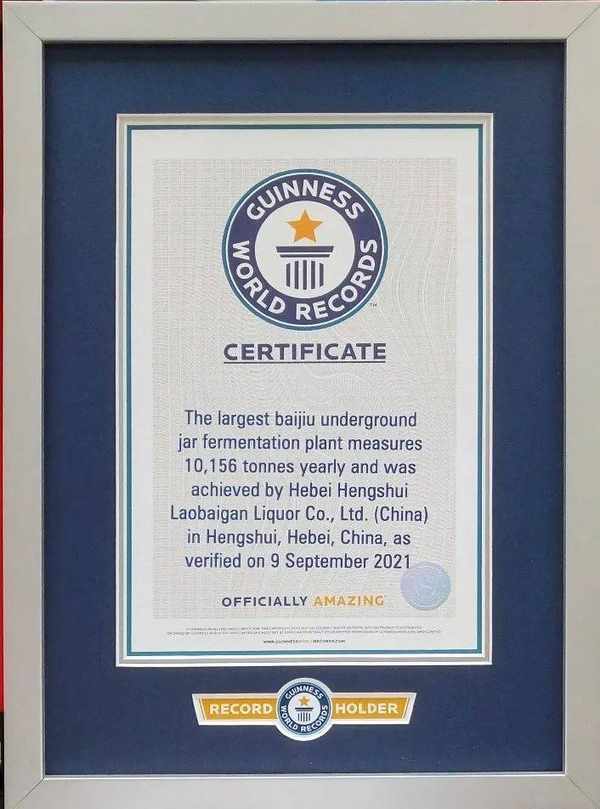 GUINNESS
WORLD RECORDS
TM
CERTIFICATE
The largest baijiu underground
jar fermentation plant measures
10,156 tonnes yearly and was
achieved by Hebei Hengshui
Laobaigan Liquor Co., Ltd. (China)
in Hengshui, Hebei, China, as
verified on 9 September 2021
OFFICIALLY AMAZING
RECORD
GUINNESS
WORLD RECORDS
HOLDER